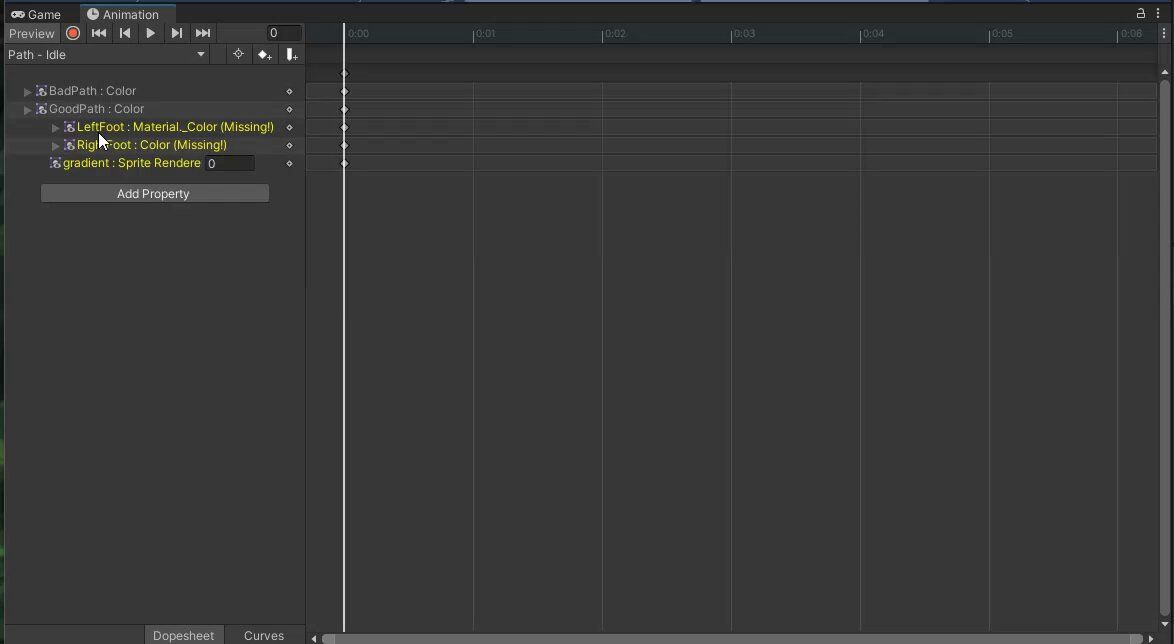 Game Animation
Preview 0 0:00 0:01 0:02 0:03 0:04 0:05 0:06
Path - Idle
BadPath : Color
GoodPath : Color
LeftFoot : Material._Color (Missing!)
RightFoot : Color (Missing!)
gradient : Sprite Rendere 0
Add Property
Dopesheet Curves